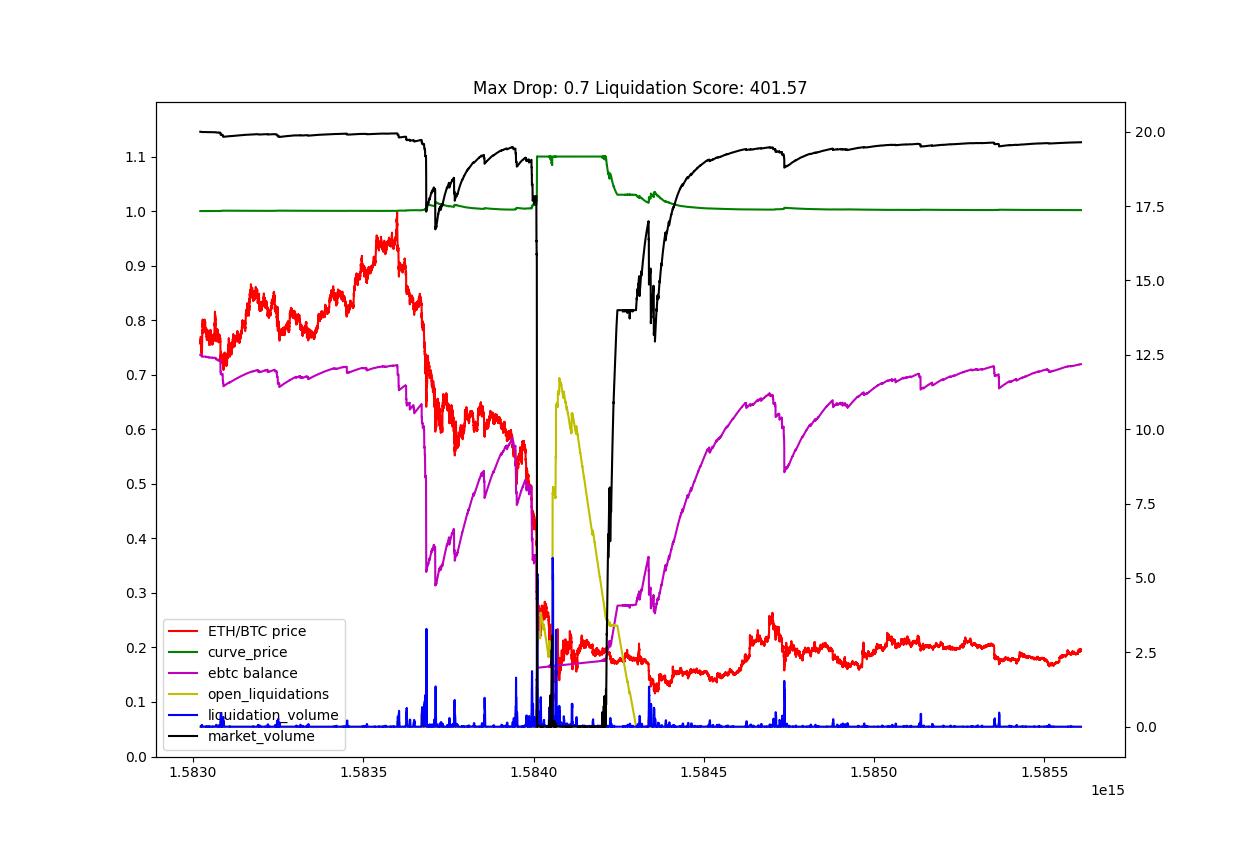 Max Drop: 0.7 Liquidation Score: 401.57
1.1
1.0
0.9
0.8
0.7
0.6
0.5
0.4
0.3
0.2
0.1
0.0
20.0
17.5
15.0
12.5
10.0
7.5
5.0
2.5
0.0
ETH/BTC price
curve_price
ebtc balance
open_liquidations
liquidation_volume
market_volume
1.5830 1.5835 1.5840 1.5845 1.5850 1.5855
1e15